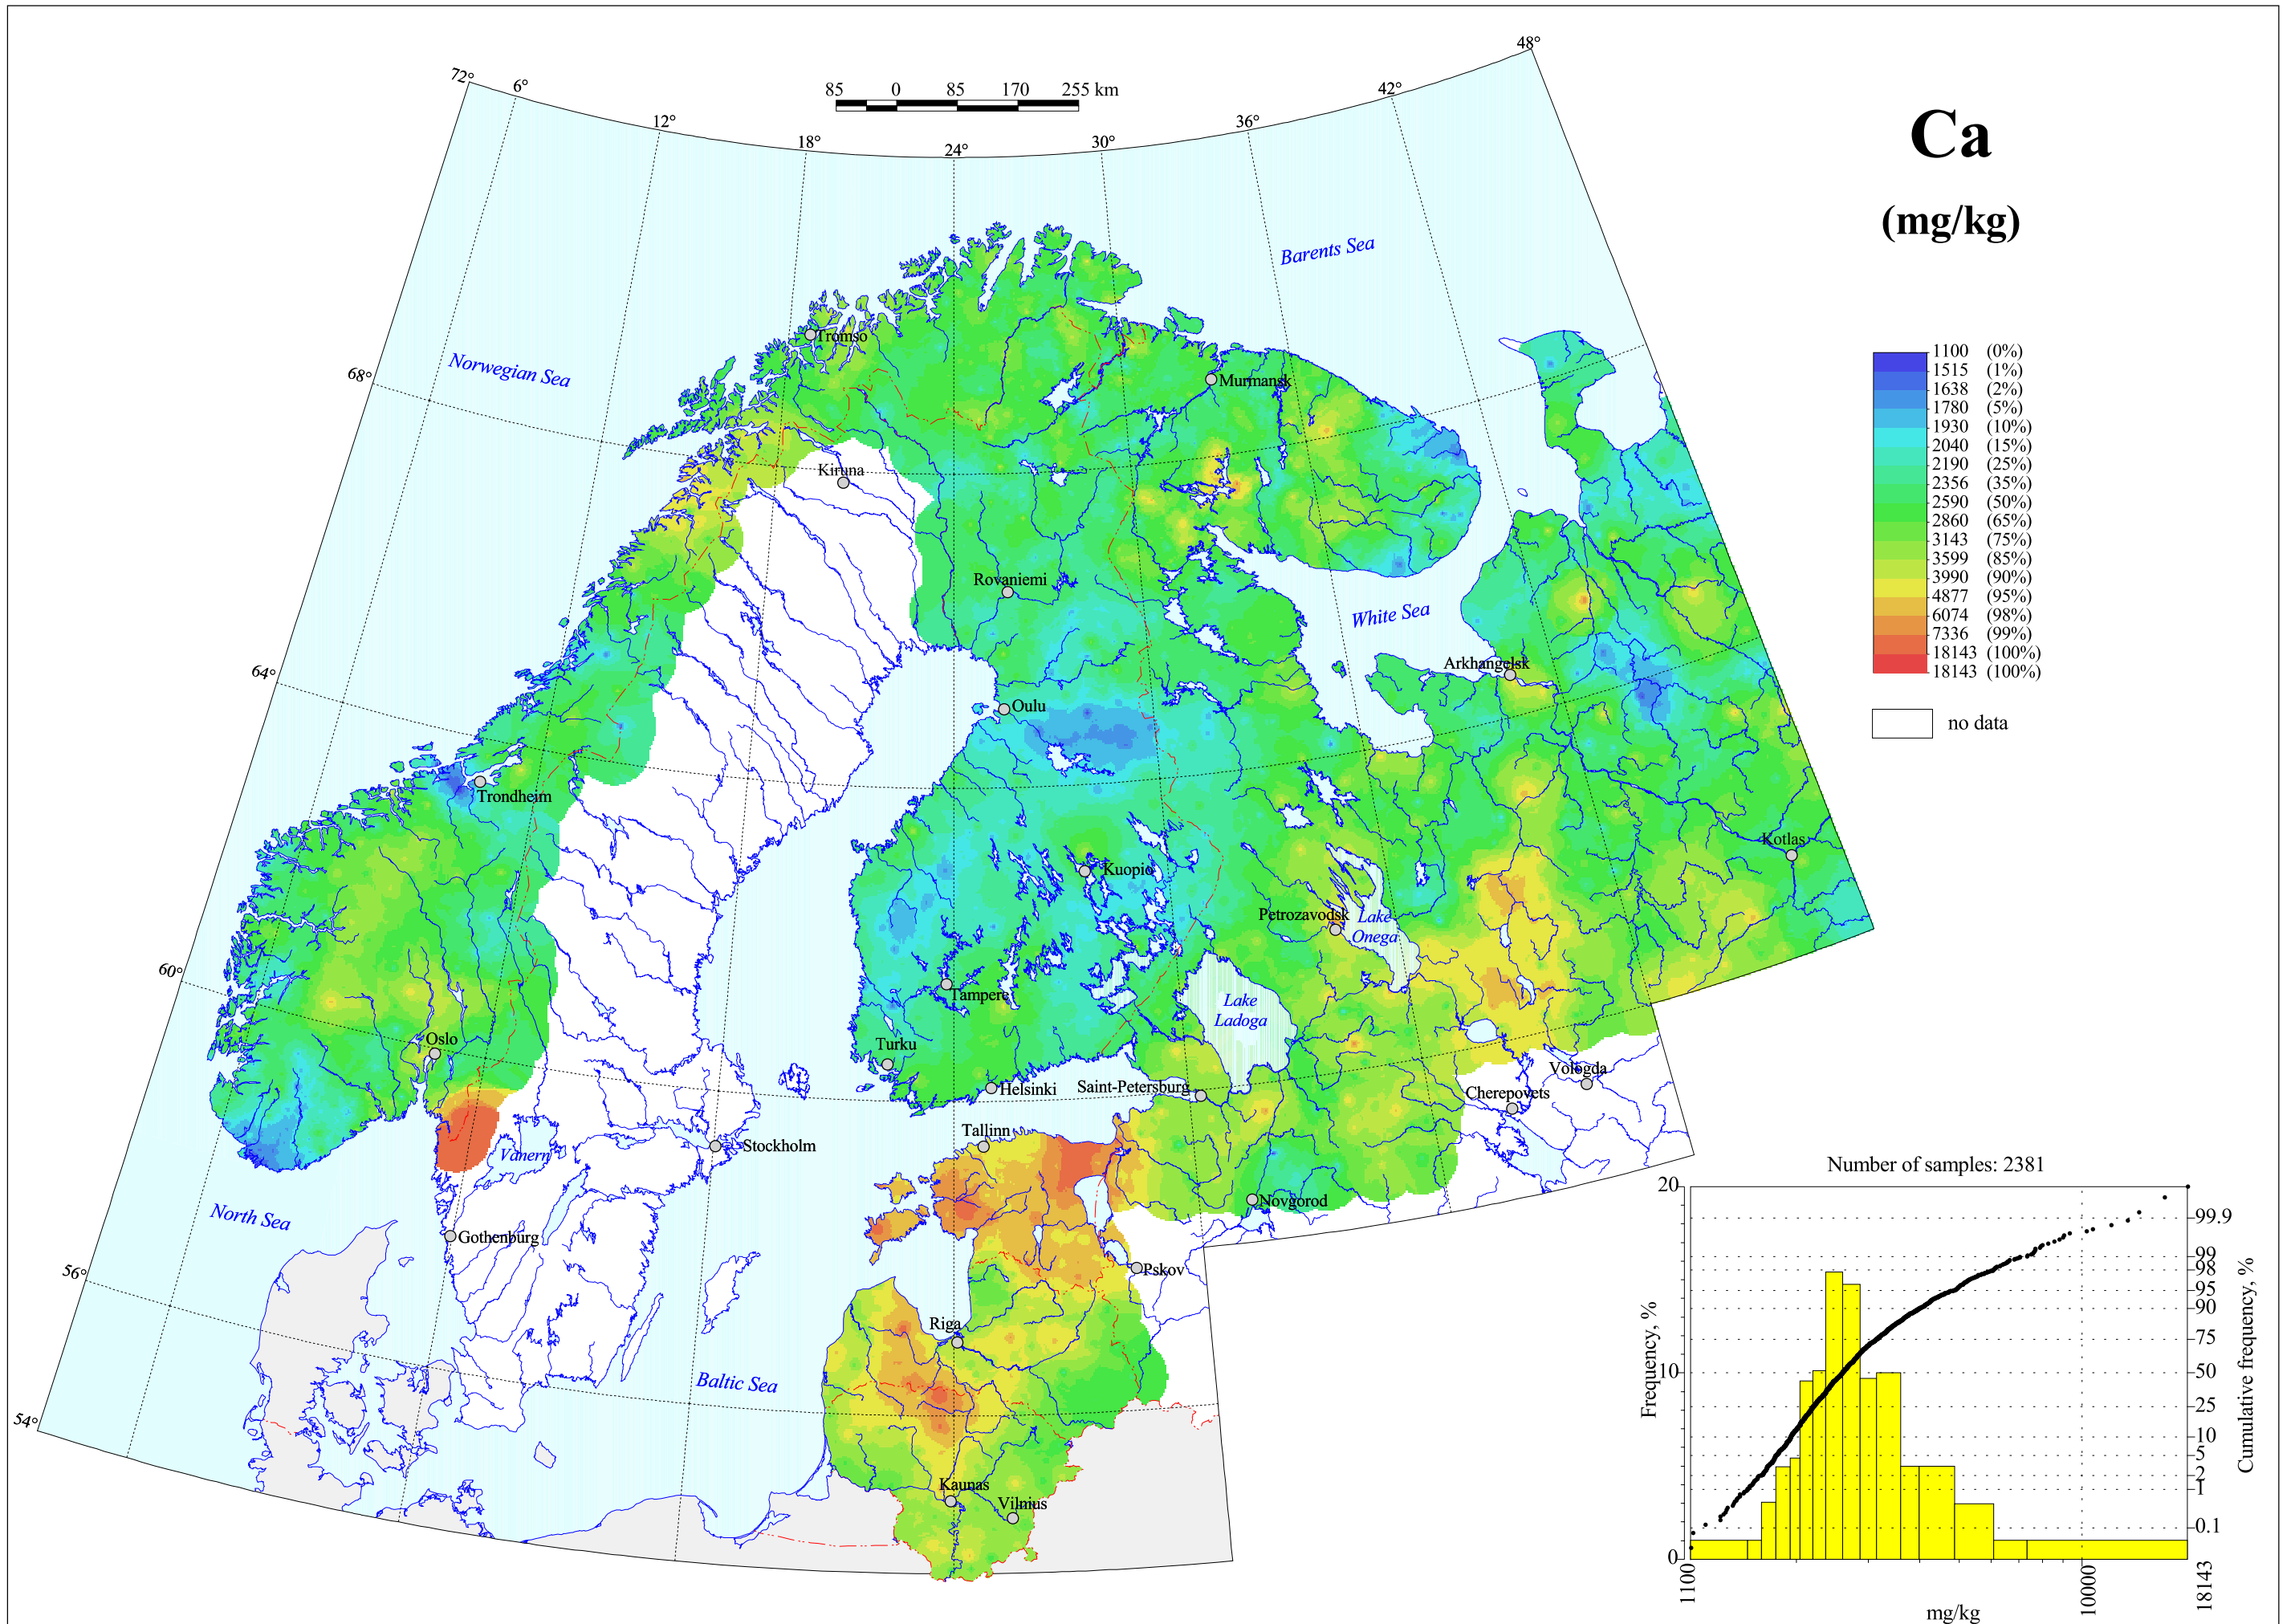 48°
72°
6°
85 0 85 170 255 km
42°
12°
36°
18°
24°
30°
Ca
(mg/kg)
Barents Sea
Tromso
Norwegian Sea
68°
Murmansk
1100 (0%)
1515 (1%)
1638 (2%)
1780 (5%)
1930 (10%)
2040 (15%)
2190 (25%)
2356 (35%)
2590 (50%)
2860 (65%)
3143 (75%)
3599 (85%)
3990 (90%)
4877 (95%)
6074 (98%)
7336 (99%)
18143 (100%)
18143 (100%)
no data
Kiruna
Rovaniemi
White Sea
Arkhangelsk
64°
Oulu
Trondheim
Kotlas
Kuopio
Petrozavodsk
Lake
Onega
60°
Tampere
Lake
Ladoga
Oslo
Turku
Helsinki
Saint-Petersburg
Vologda
Cherepovets
Tallinn
Stockholm
Vanern
Number of samples: 2381
Novgorod
North Sea
Gothenburg
Pskov
56°
Riga
Baltic Sea
54°
Kaunas
Vilnius
20
10
0
Frequency, %
99.9
99
98
95
90
75
50
25
10
5
2
1
0.1
Cumulative frequency, %
1100
10000
18143
mg/kg